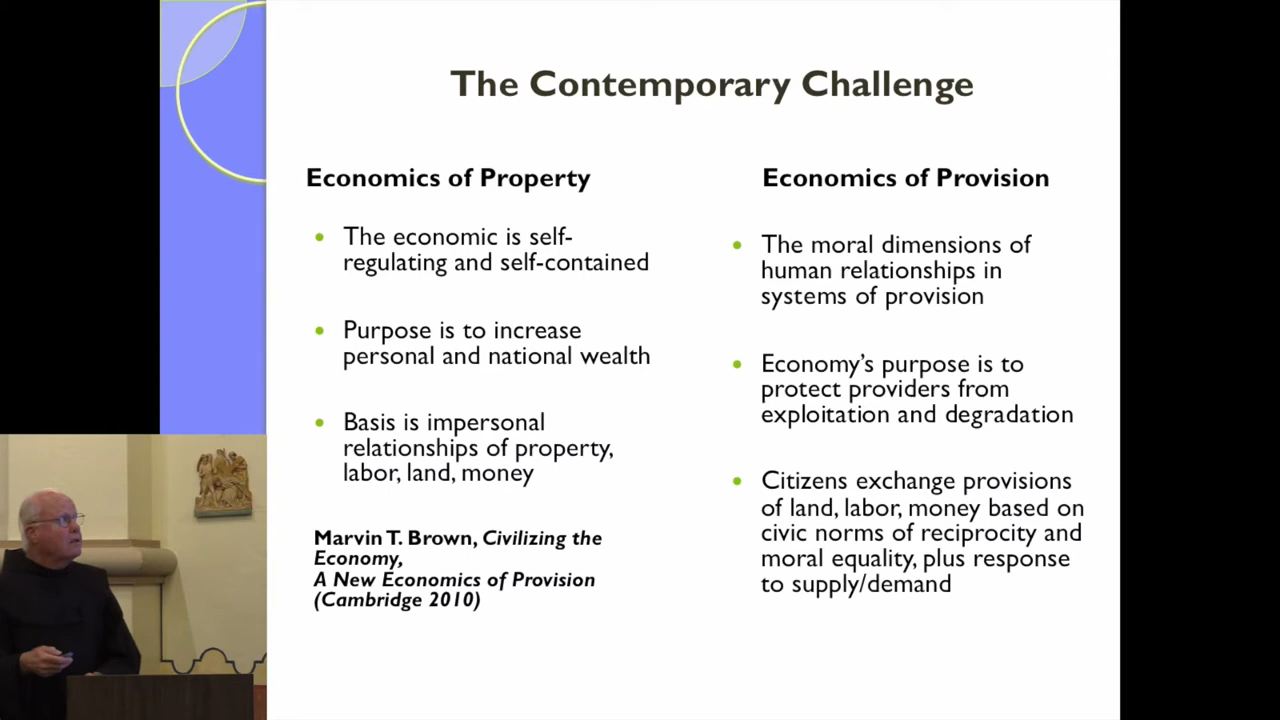 The Contemporary Challenge
Economics of Property
The economic is self-
regulating and self-contained
Purpose is to increase
personal and national wealth
Basis is impersonal
relationships of property,
labor, land, money
Marvin T. Brown, Civilizing the
Economy,
A New Economics of Provision
(Cambridge 2010)
Economics of Provision
The moral dimensions of
human relationships in
systems of provision
Economy's purpose is to
protect providers from
exploitation and degradation
Citizens exchange provisions
of land, labor, money based on
civic norms of reciprocity and
moral equality, plus response
to supply/demand